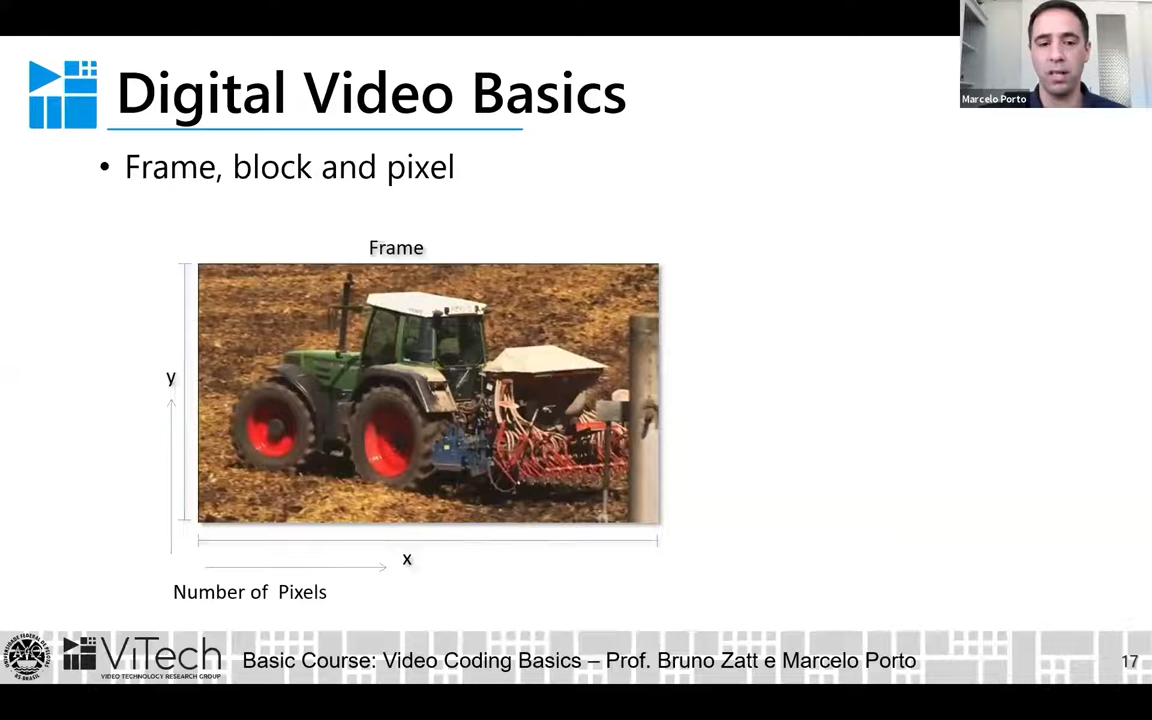 Digital Video Basics
Marcelo Porto
• Frame, block and pixel
Frame
y
x
Number of Pixels
ViTech
VIDEO TECHNOLOGY RESEARCH GROUP
Basic Course: Video Coding Basics – Prof. Bruno Zatt e Marcelo Porto
17